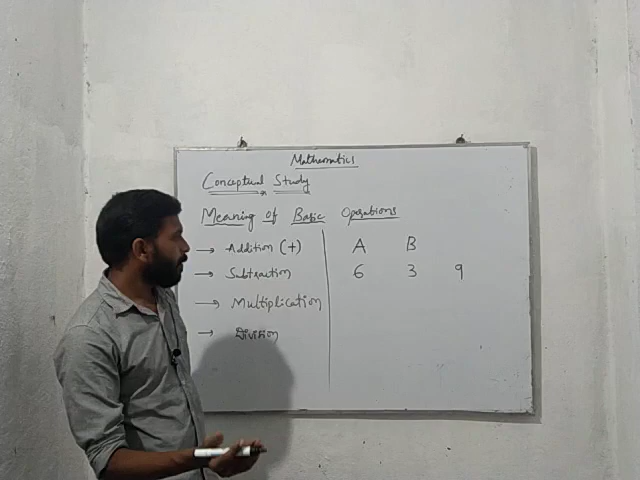 Mathematics
Conceptual Study
Meaning of Basic Operations
→ Addition (+)
→ Subtraction
→ Multiplication
→ Division
A B
6 3 9